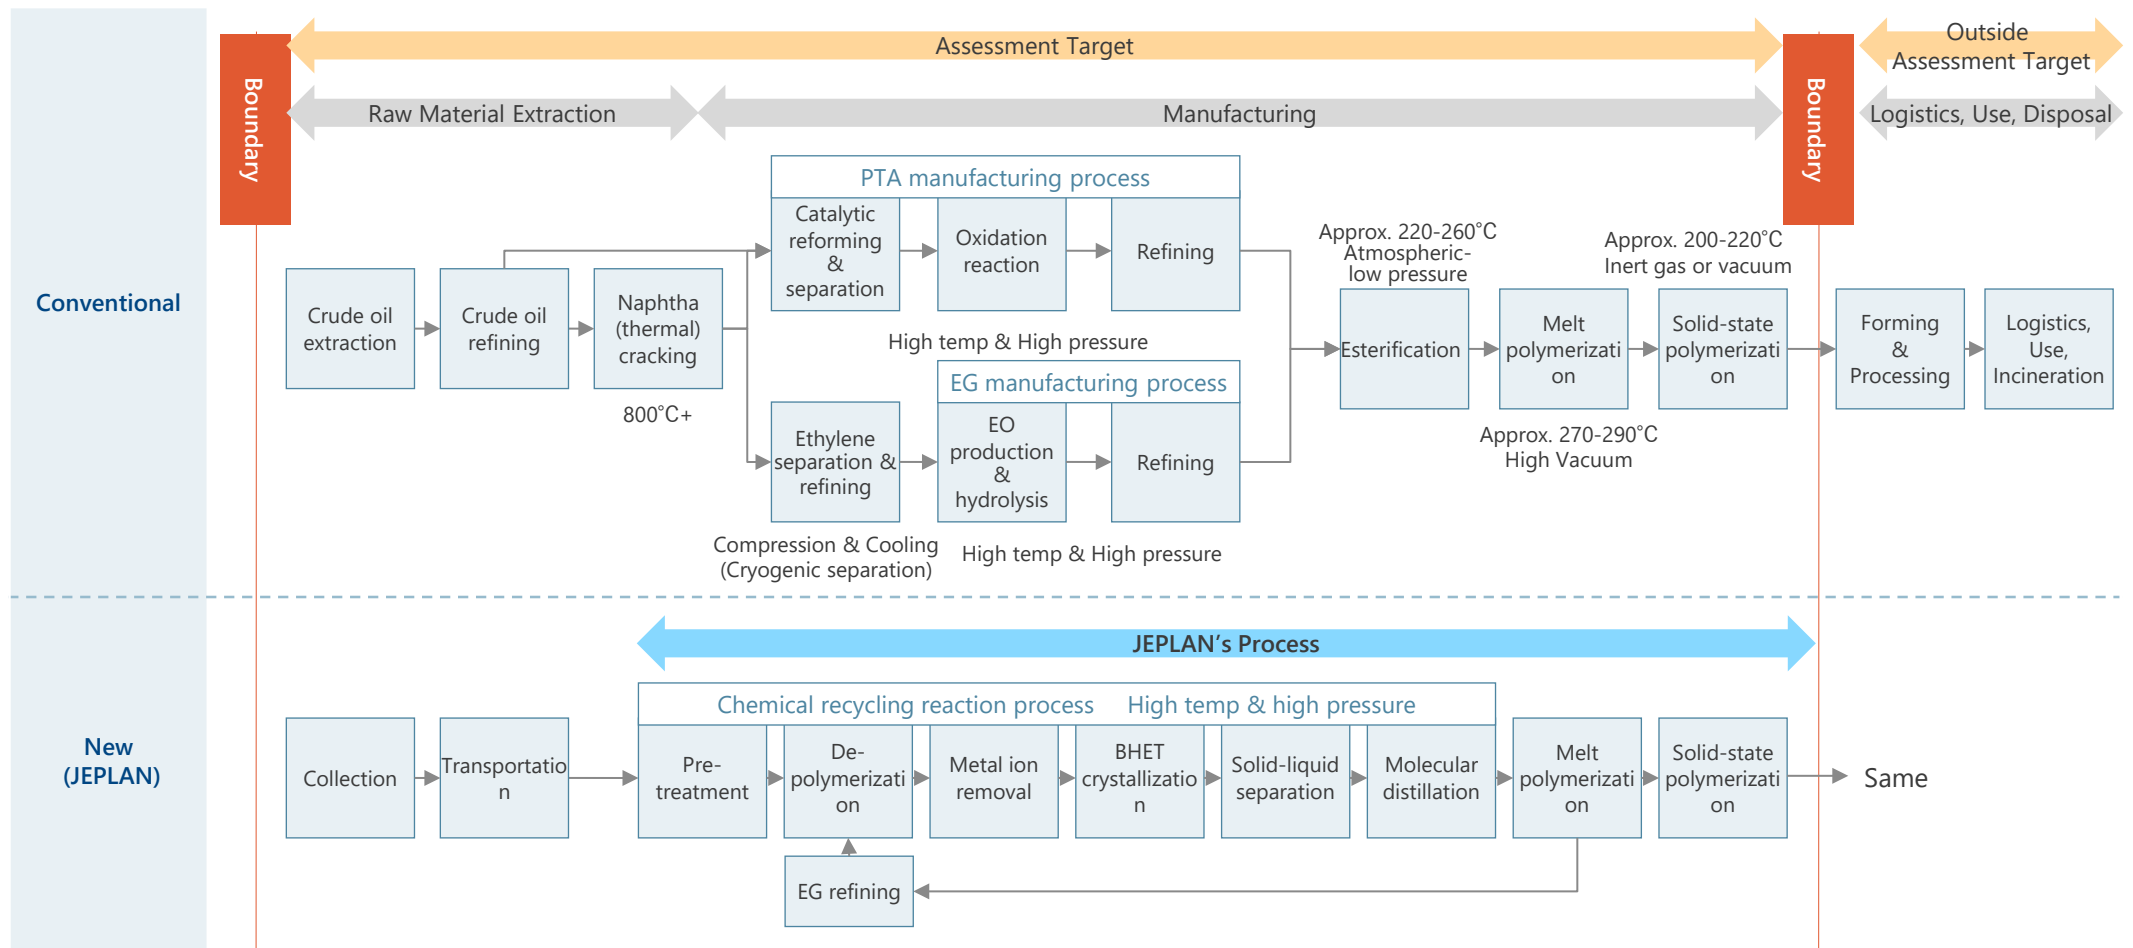 Assessment Target
Outside
Assessment Target
Boundary
Boundary
Raw Material Extraction
Manufacturing
Logistics, Use, Disposal
Conventional
PTA manufacturing process
Catalytic
reforming
&
separation
Oxidation
reaction
Refining
High temp & High pressure
Crude oil
extraction
Crude oil
refining
Naphtha
(thermal)
cracking
800℃+
EG manufacturing process
Ethylene
separation &
refining
EO
production
&
hydrolysis
Refining
Compression & Cooling
(Cryogenic separation)
High temp & High pressure
Approx. 220-260℃
Atmospheric-
low pressure
Esterification
Melt
polymerizati
on
Approx. 270-290℃
High Vacuum
Approx. 200-220℃
Inert gas or vacuum
Solid-state
polymerizati
on
Forming
&
Processing
Logistics,
Use,
Incineration
New
(JEPLAN)
JEPLAN’s Process
Chemical recycling reaction process High temp & high pressure
Collection
Transportatio
n
Pre-
treatment
De-
polymerizati
on
Metal ion
removal
BHET
crystallizatio
n
Solid-liquid
separation
Molecular
distillation
Melt
polymerizati
on
Solid-state
polymerizati
on
Same
EG refining